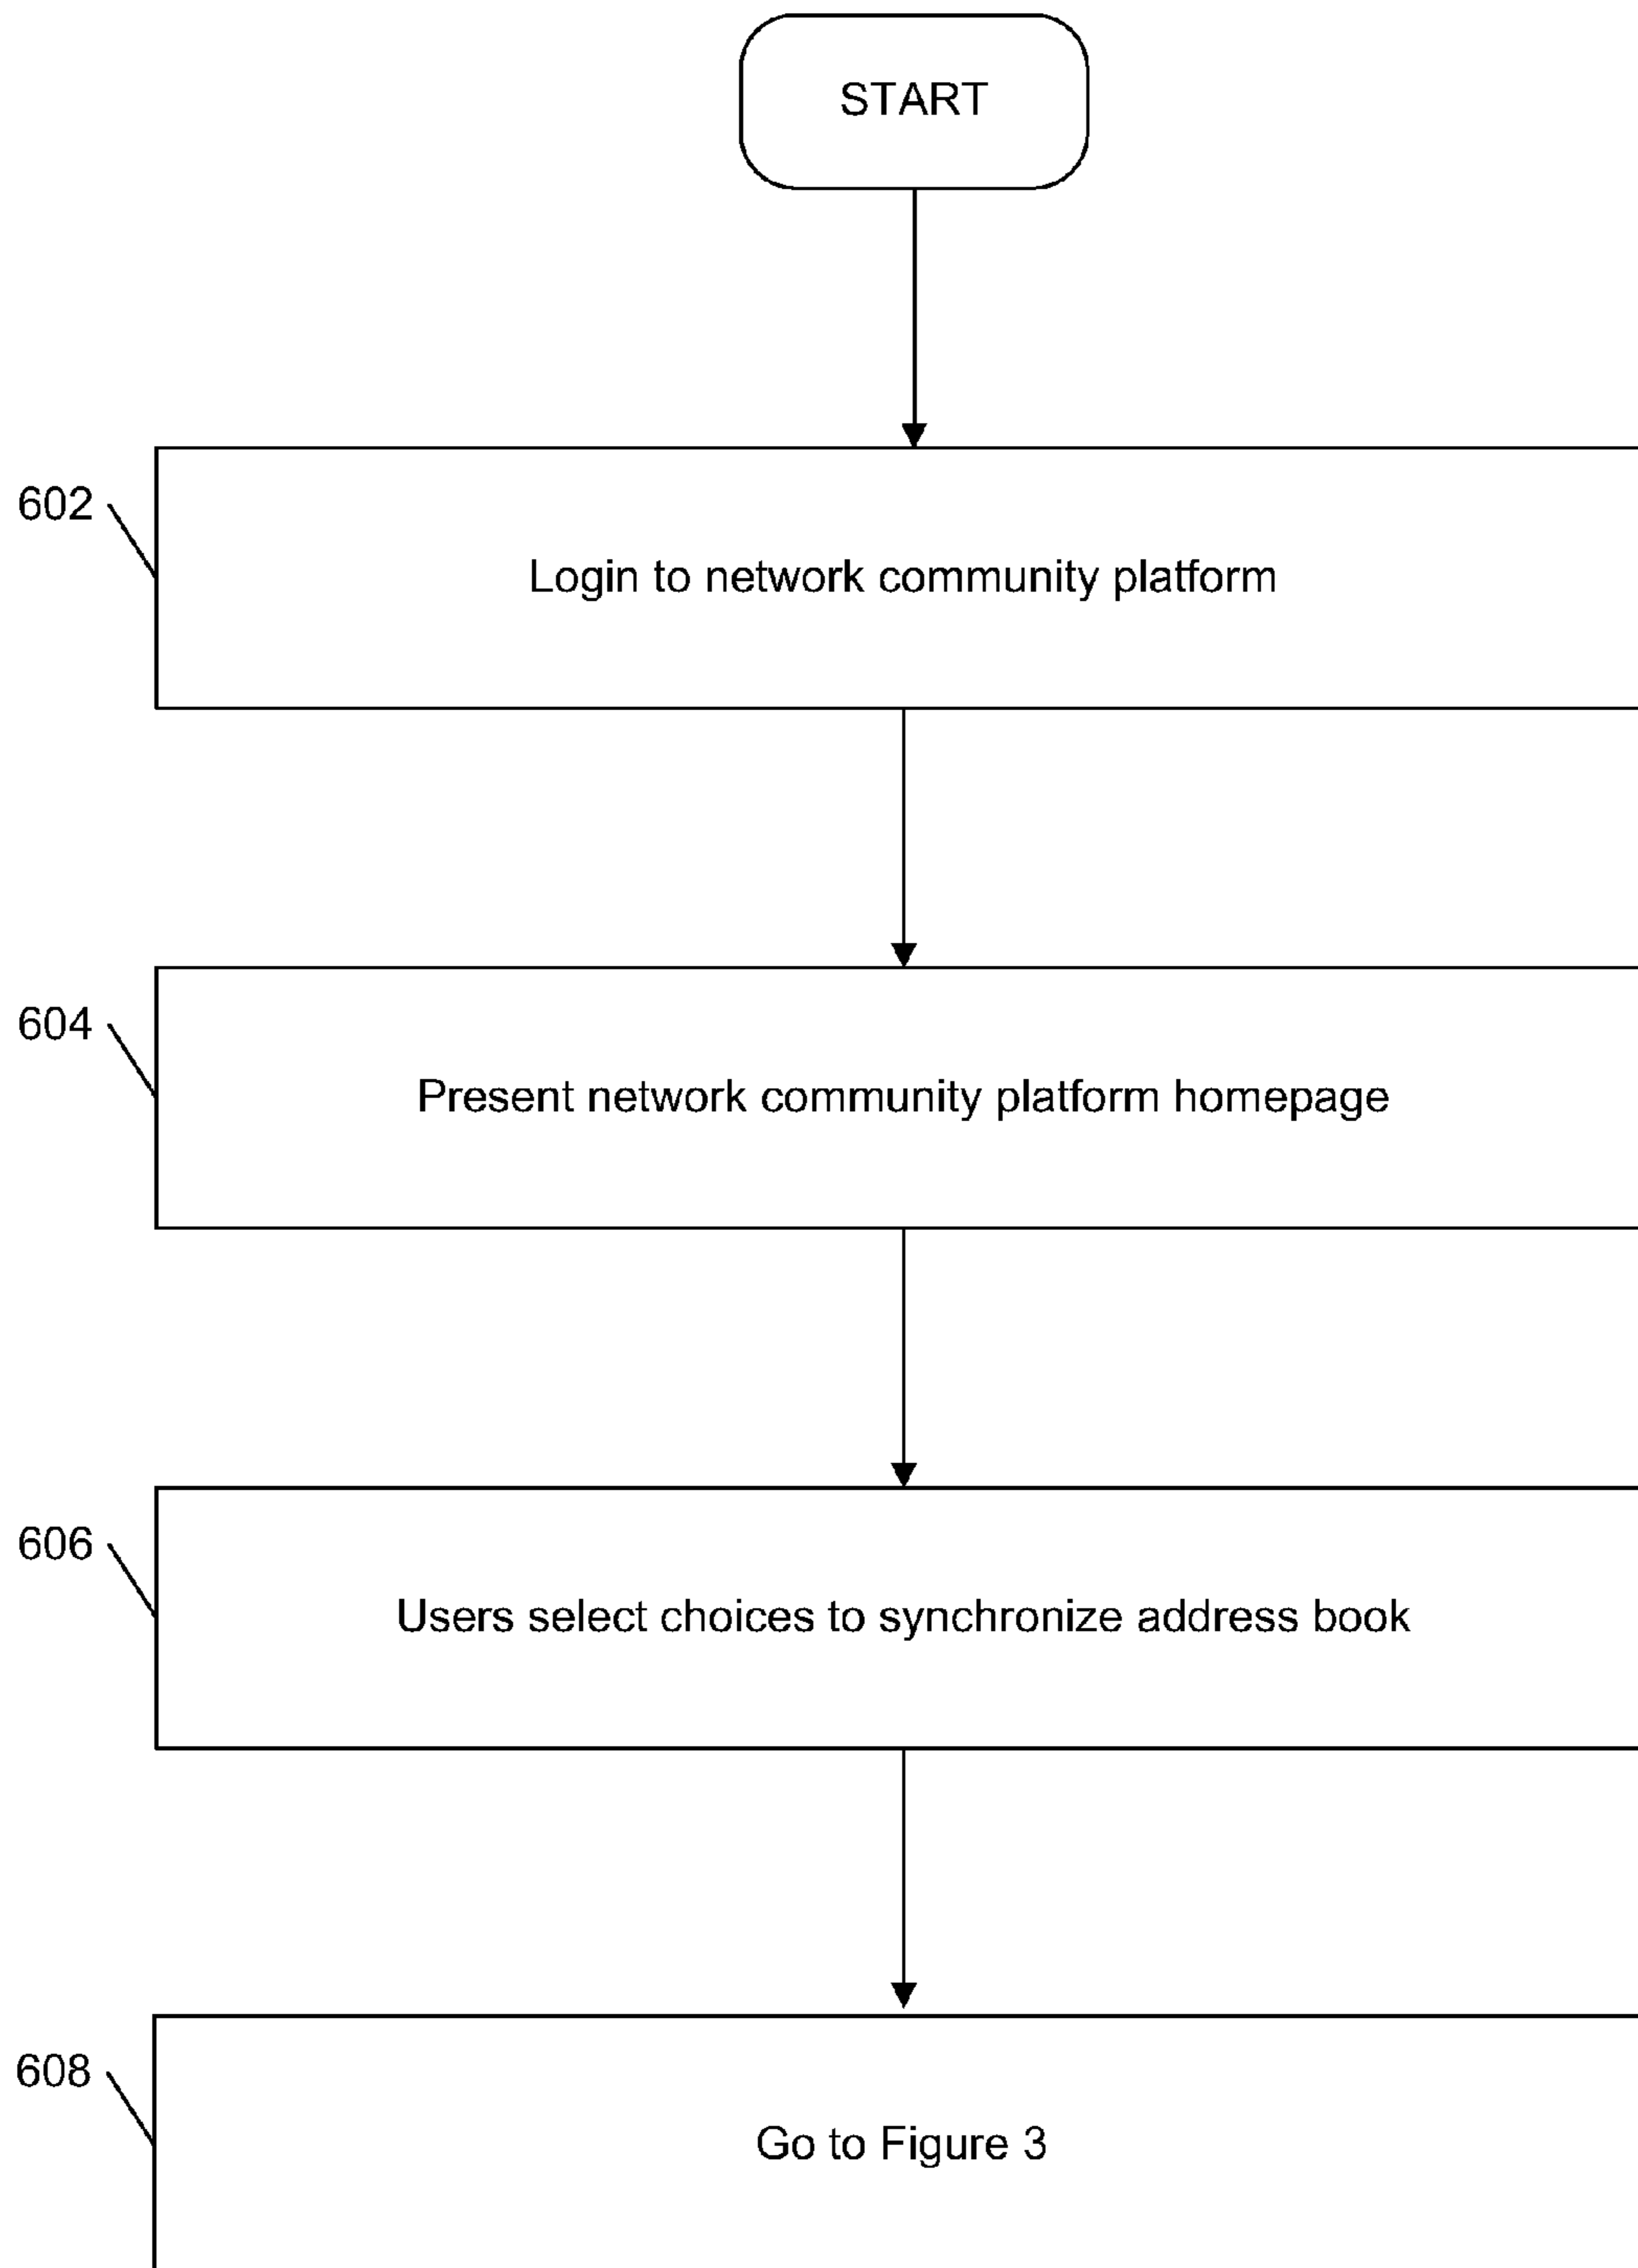 START
602
Login to network community platform
604
Present network community platform homepage
606
Users select choices to synchronize address book
608
Go to Figure 3